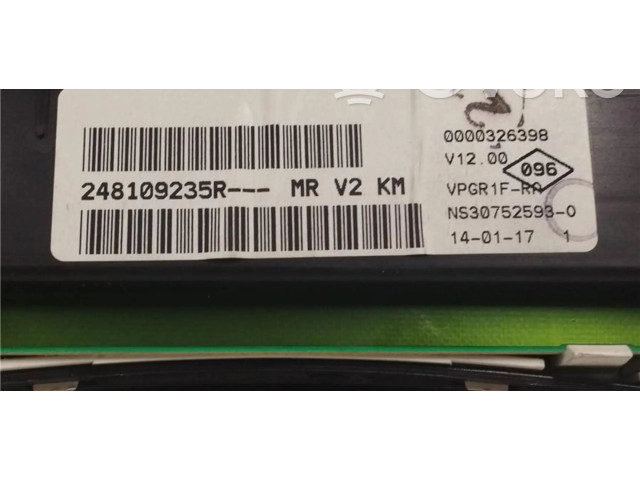 0000326398
V12.00
096
248109235R--- MR V2 KM
VPGR1F-RA
NS30752593-0
14-01-17 1